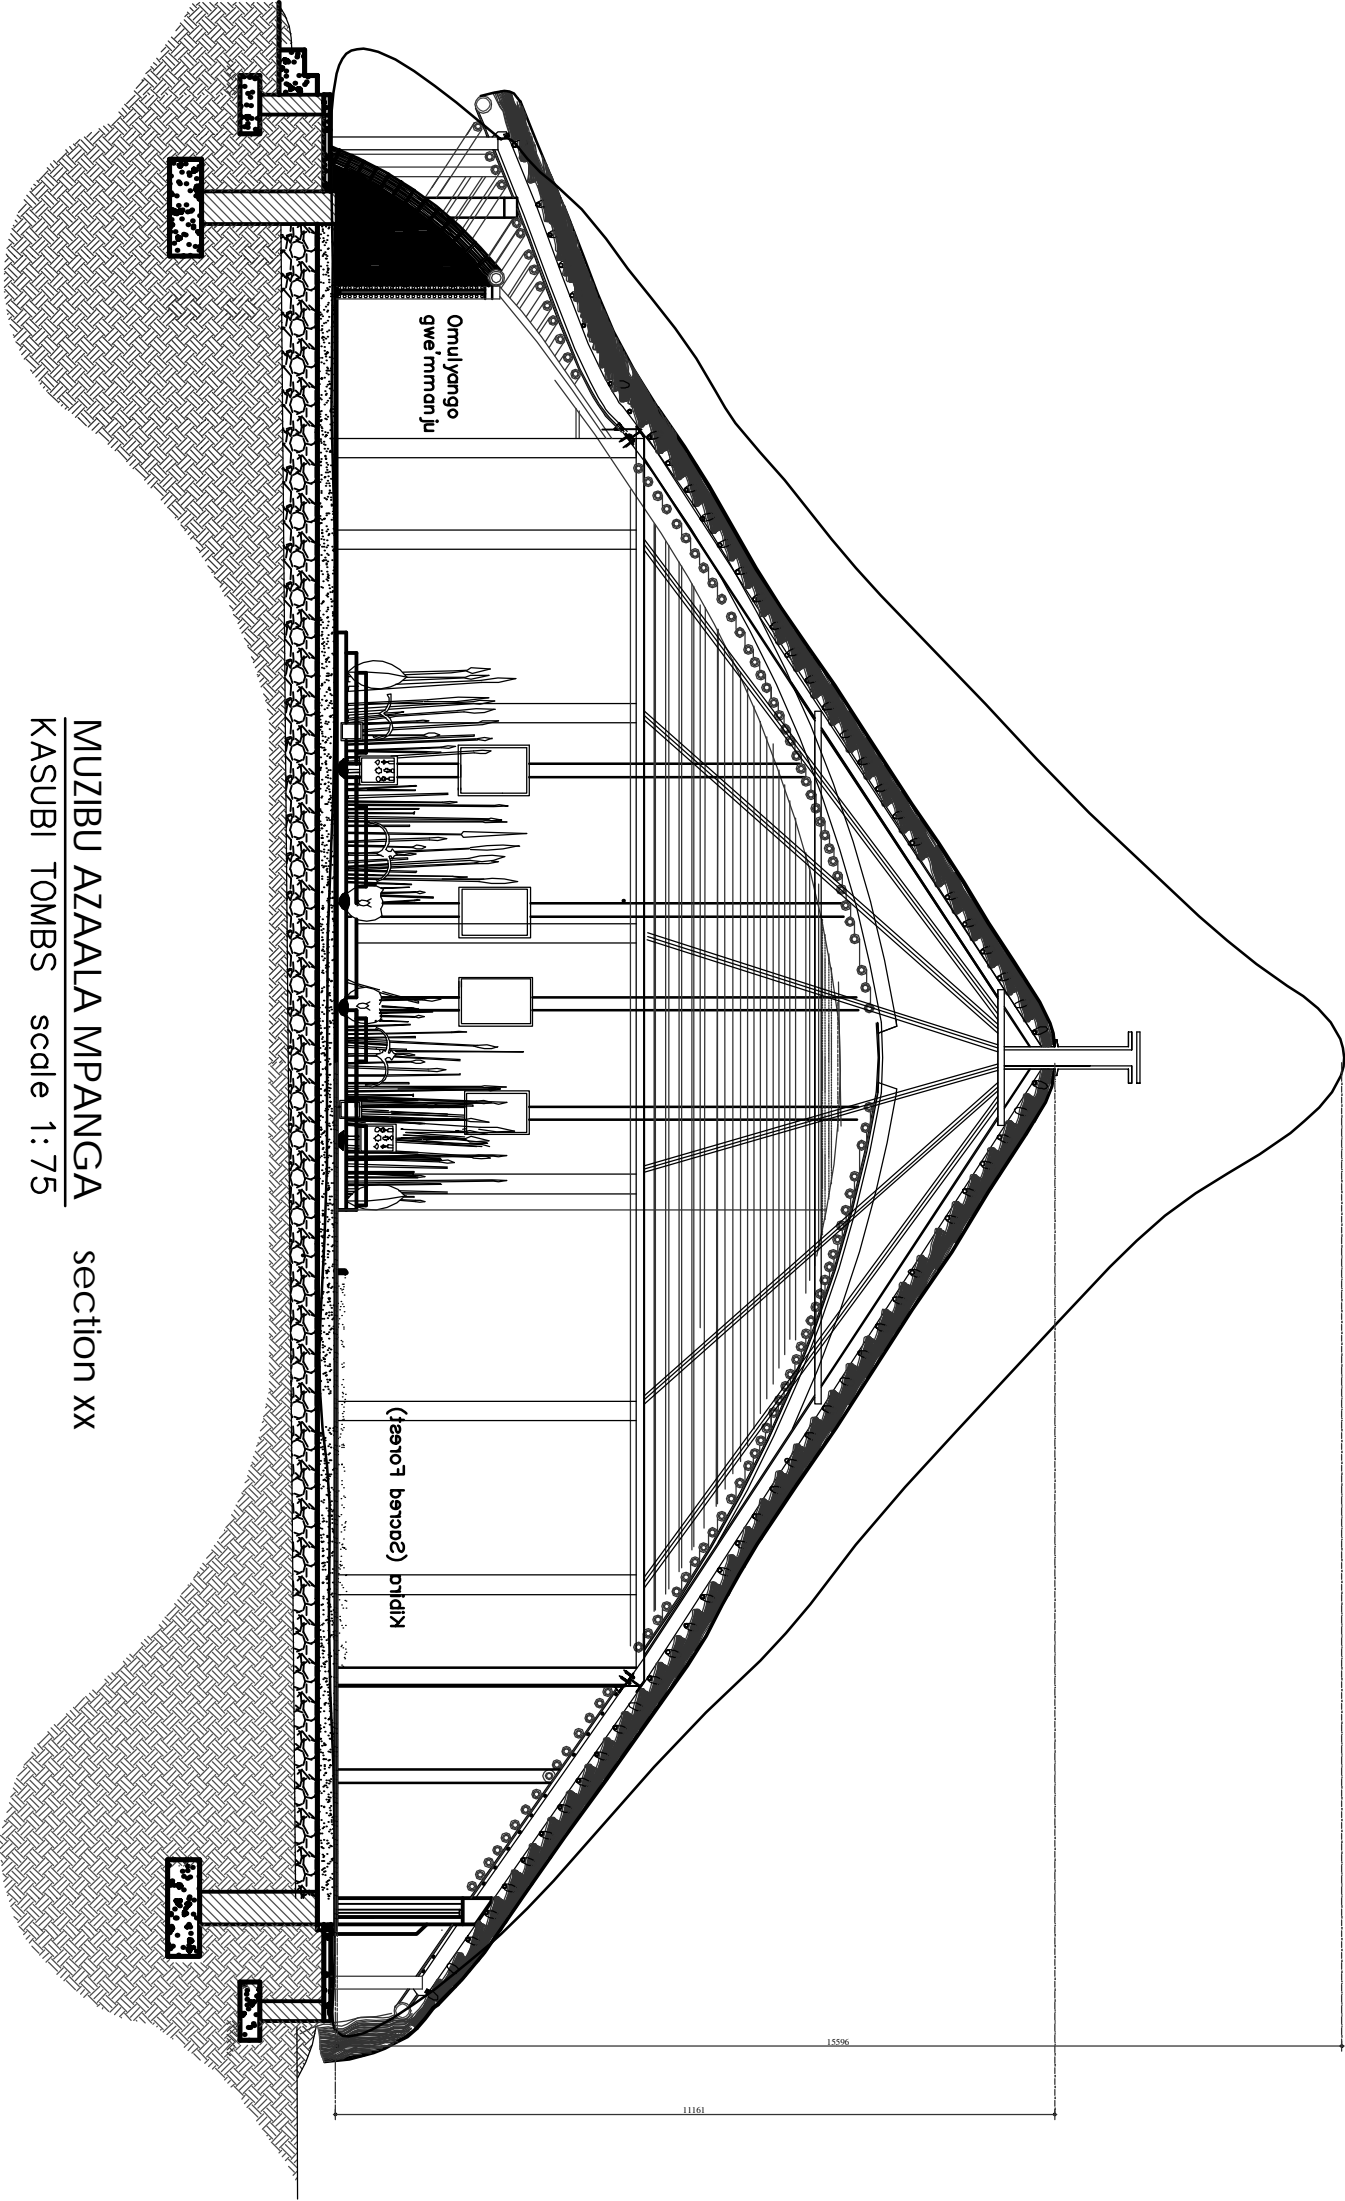 Omulyango
gwe'mmanju
Kibira (Sacred Forest)
15596
11161
MUZIBU AZAALA MPANGA section xx
KASUBI TOMBS scale 1:75